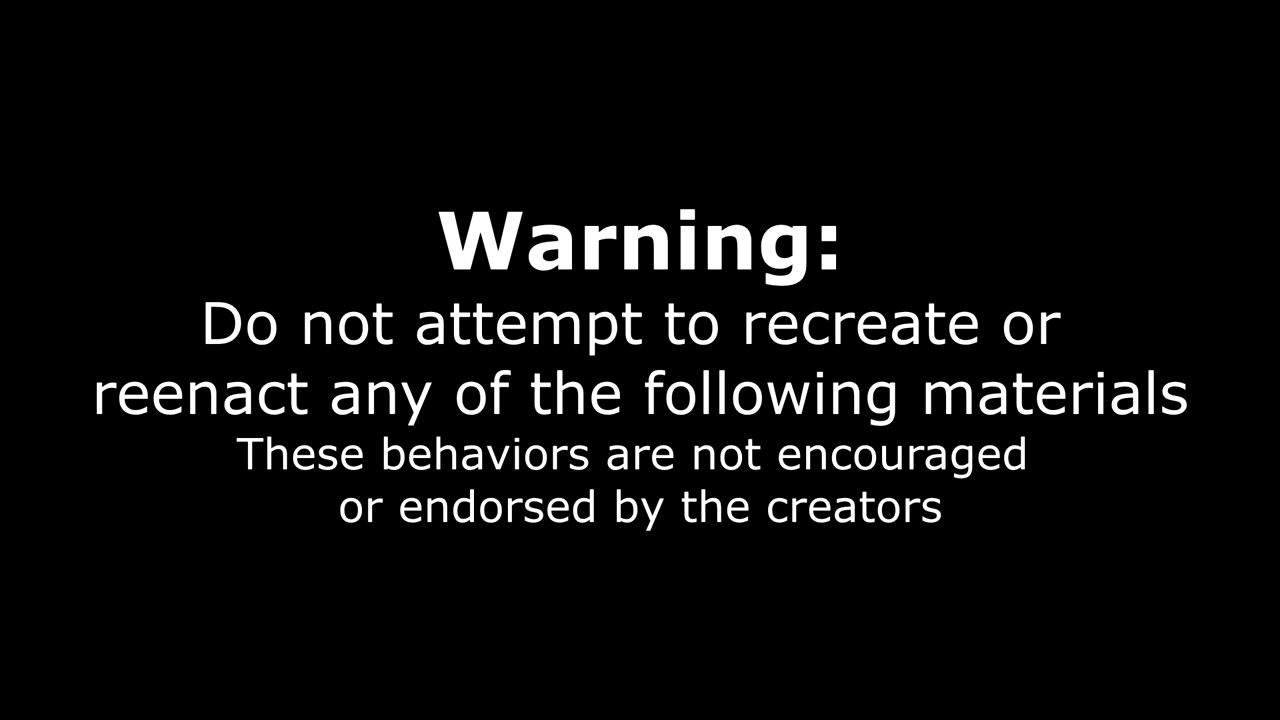 Warning:
Do not attempt to recreate or
reenact any of the following materials
These behaviors are not encouraged
or endorsed by the creators